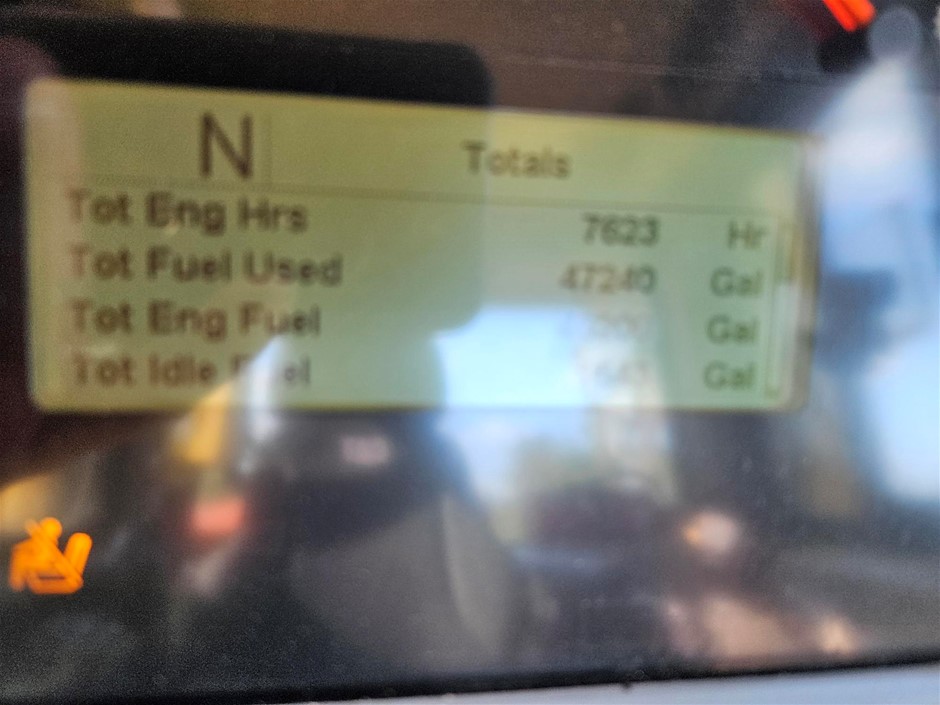 N Totals
Tot Eng Hrs 7623 Hr
Tot Fuel Used 47240 Gal
Tot Eng Fuel Gal
Tot Idle Gal